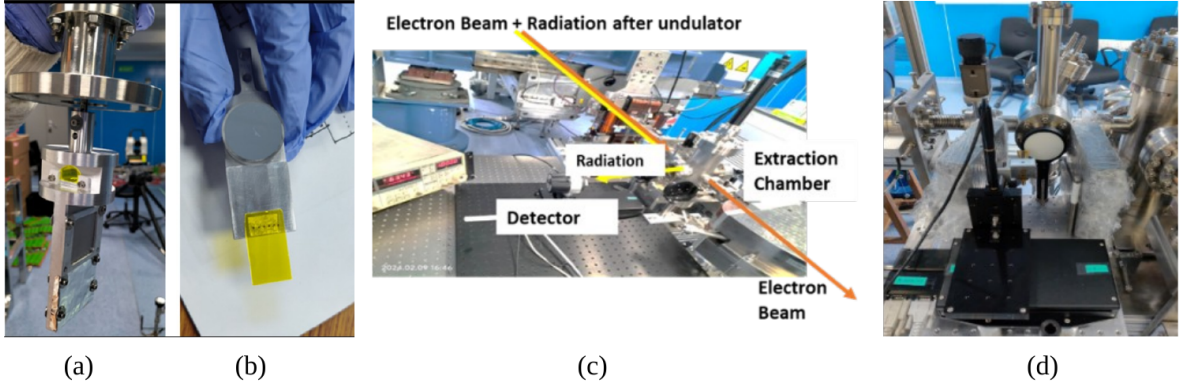 Electron Beam + Radiation after undulator
Radiation
Extraction
Chamber
Detector
2024.02.09 16:46
Electron
Beam
(a)
(b)
(c)
(d)